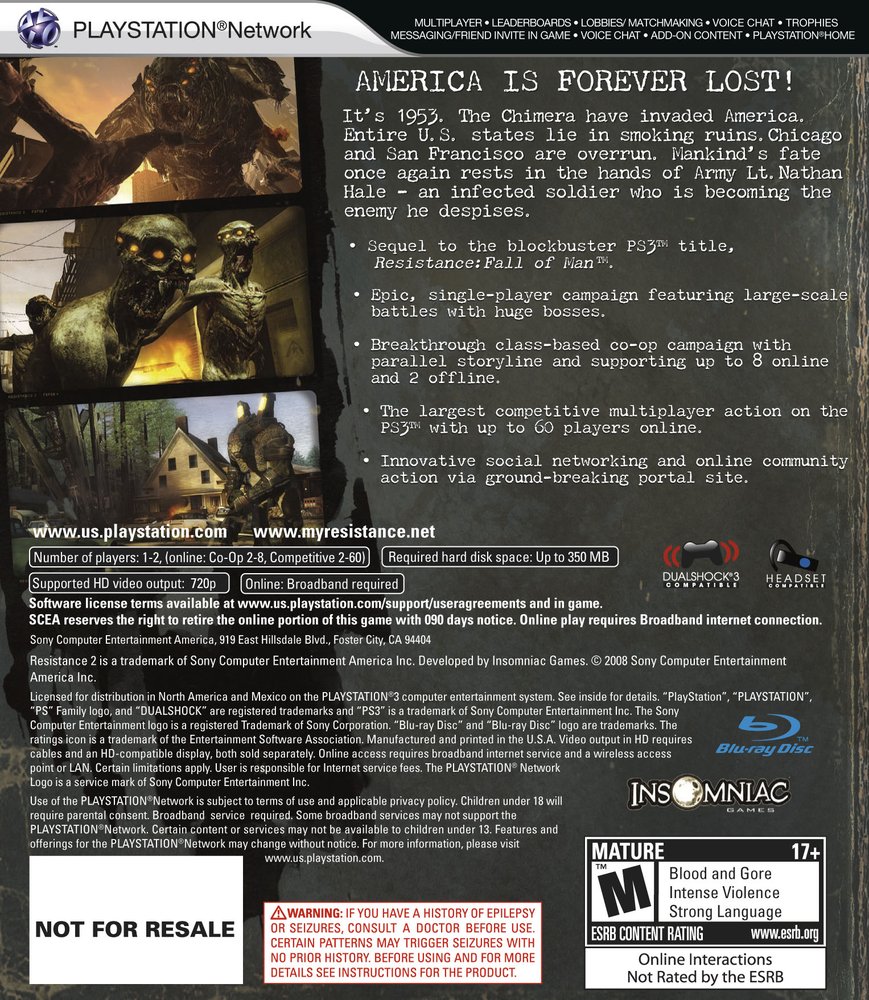 PLAYSTATION®Network
MULTIPLAYER • LEADERBOARDS • LOBBIES/ MATCHMAKING • VOICE CHAT • TROPHIES
MESSAGING/FRIEND INVITE IN GAME • VOICE CHAT • ADD-ON CONTENT • PLAYSTATION®HOME
AMERICA IS FOREVER LOST!
It's 1953. The Chimera have invaded America.
Entire U.S. states lie in smoking ruins. Chicago
and San Francisco are overrun. Mankind's fate
once again rests in the hands of Army Lt. Nathan
Hale - an infected soldier who is becoming the
enemy he despises.
• Sequel to the blockbuster PS3™ title,
Resistance: Fall of Man™.
• Epic, single-player campaign featuring large-scale
battles with huge bosses.
• Breakthrough class-based co-op campaign with
parallel storyline and supporting up to 8 online
and 2 offline.
• The largest competitive multiplayer action on the
PS3™ with up to 60 players online.
• Innovative social networking and online community
action via ground-breaking portal site.
www.us.playstation.com www.myresistance.net
Number of players: 1-2, (online: Co-Op 2-8, Competitive 2-60) Required hard disk space: Up to 350 MB
Supported HD video output: 720p Online: Broadband required
DUALSHOCK®3
COMPATIBLE
HEADSET
COMPATIBLE
Software license terms available at www.us.playstation.com/support/useragreements and in game.
SCEA reserves the right to retire the online portion of this game with 090 days notice. Online play requires Broadband internet connection.
Sony Computer Entertainment America, 919 East Hillsdale Blvd., Foster City, CA 94404
Resistance 2 is a trademark of Sony Computer Entertainment America Inc. Developed by Insomniac Games. © 2008 Sony Computer Entertainment
America Inc.
Licensed for distribution in North America and Mexico on the PLAYSTATION®3 computer entertainment system. See inside for details. "PlayStation", "PLAYSTATION",
"PS" Family logo, and "DUALSHOCK" are registered trademarks and "PS3" is a trademark of Sony Computer Entertainment Inc. The Sony
Computer Entertainment logo is a registered Trademark of Sony Corporation. "Blu-ray Disc" and "Blu-ray Disc" logo are trademarks. The
ratings icon is a trademark of the Entertainment Software Association. Manufactured and printed in the U.S.A. Video output in HD requires
cables and an HD-compatible display, both sold separately. Online access requires broadband internet service and a wireless access
point or LAN. Certain limitations apply. User is responsible for Internet service fees. The PLAYSTATION® Network
Logo is a service mark of Sony Computer Entertainment Inc.
Blu-ray Disc™
INSOMNIAC
GAMES
Use of the PLAYSTATION®Network is subject to terms of use and applicable privacy policy. Children under 18 will
require parental consent. Broadband service required. Some broadband services may not support the
PLAYSTATION®Network. Certain content or services may not be available to children under 13. Features and
offerings for the PLAYSTATION®Network may change without notice. For more information, please visit
www.us.playstation.com.
NOT FOR RESALE
WARNING: IF YOU HAVE A HISTORY OF EPILEPSY
OR SEIZURES, CONSULT A DOCTOR BEFORE USE.
CERTAIN PATTERNS MAY TRIGGER SEIZURES WITH
NO PRIOR HISTORY. BEFORE USING AND FOR MORE
DETAILS SEE INSTRUCTIONS FOR THE PRODUCT.
MATURE 17+
™
M
Blood and Gore
Intense Violence
Strong Language
ESRB CONTENT RATING www.esrb.org
Online Interactions
Not Rated by the ESRB